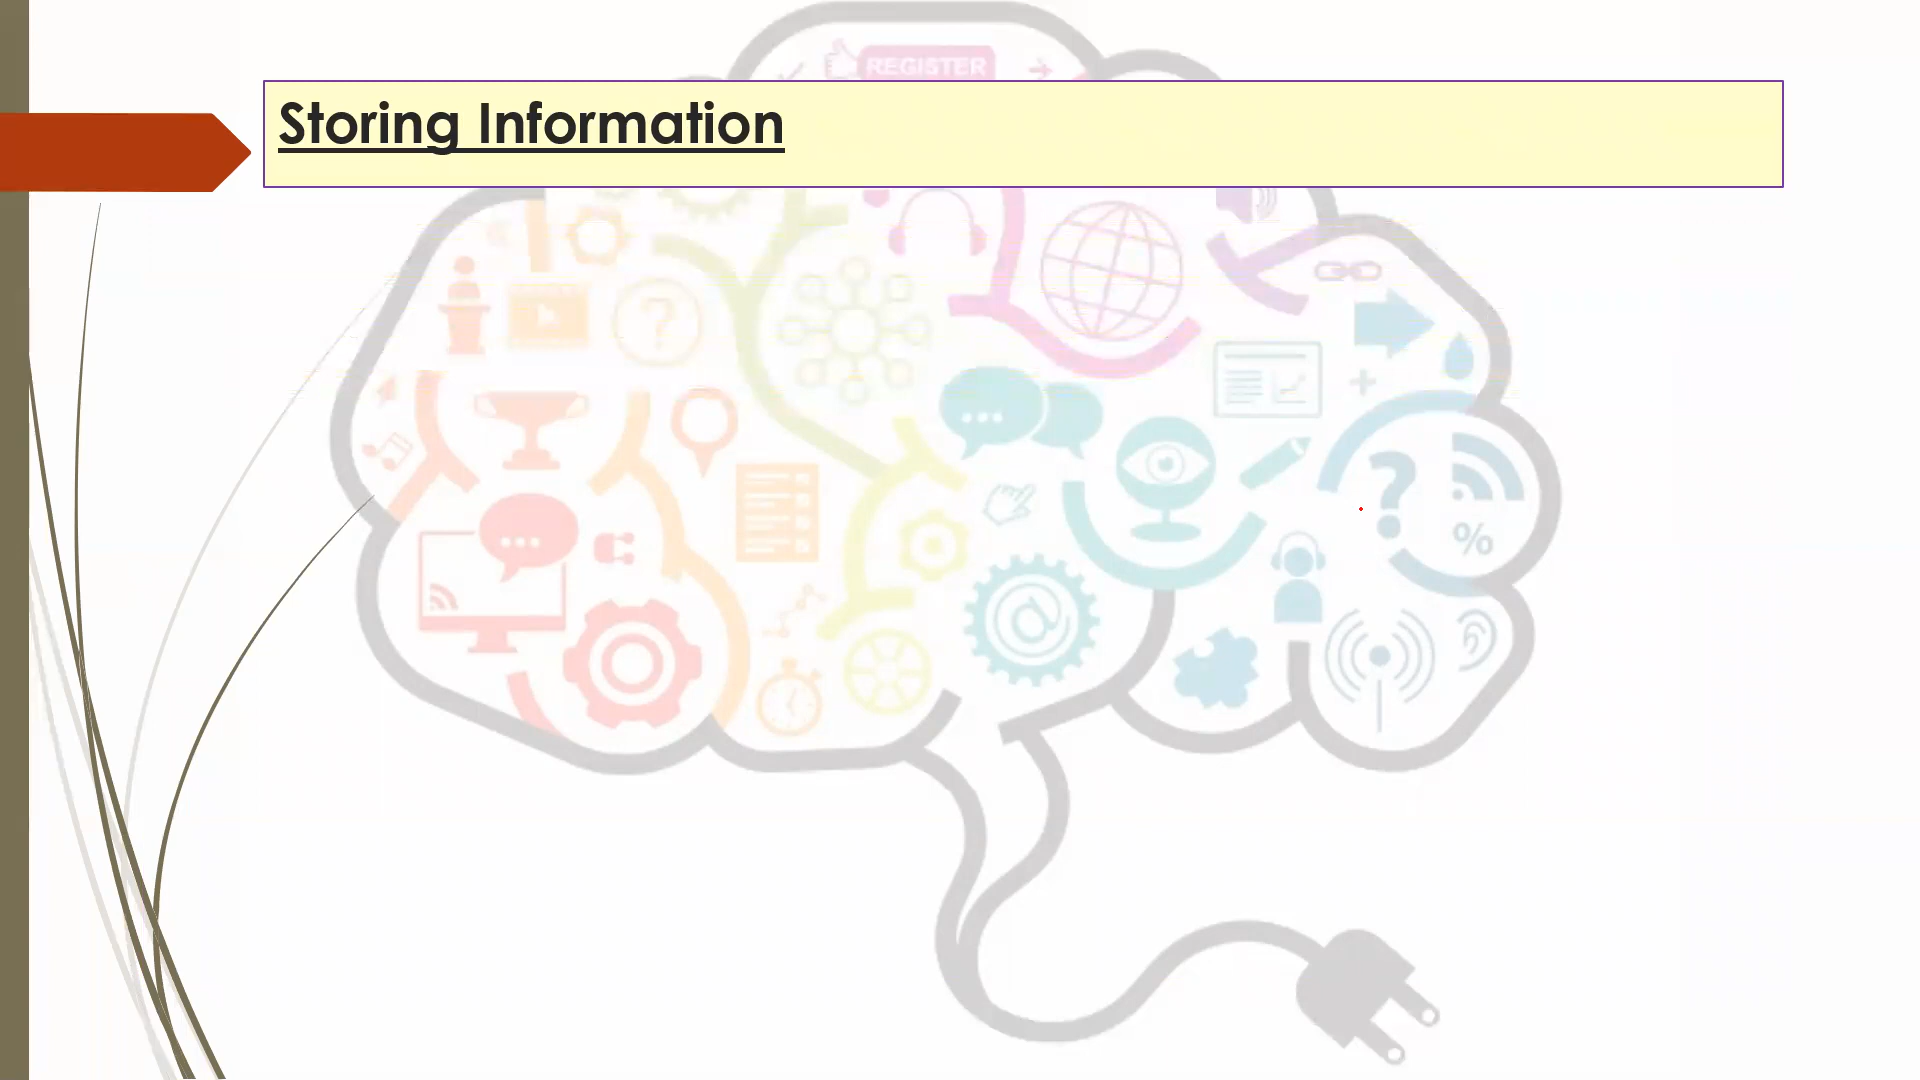 REGISTER
Storing Information
?
?
%
@